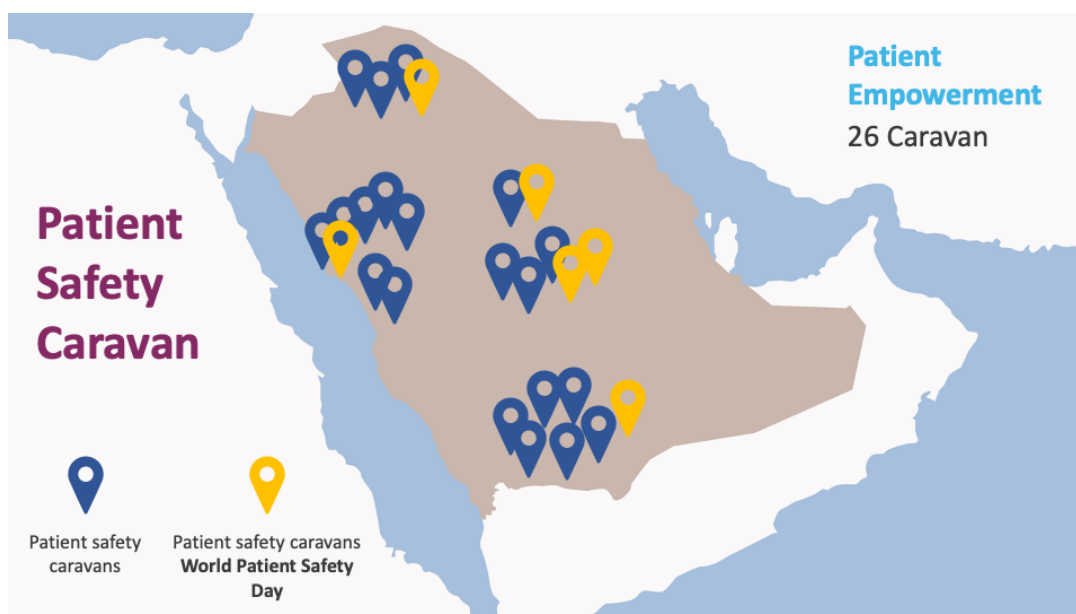 Patient
Empowerment
26 Caravan
Patient
Safety
Caravan
Patient safety
caravans
Patient safety caravans
World Patient Safety
Day